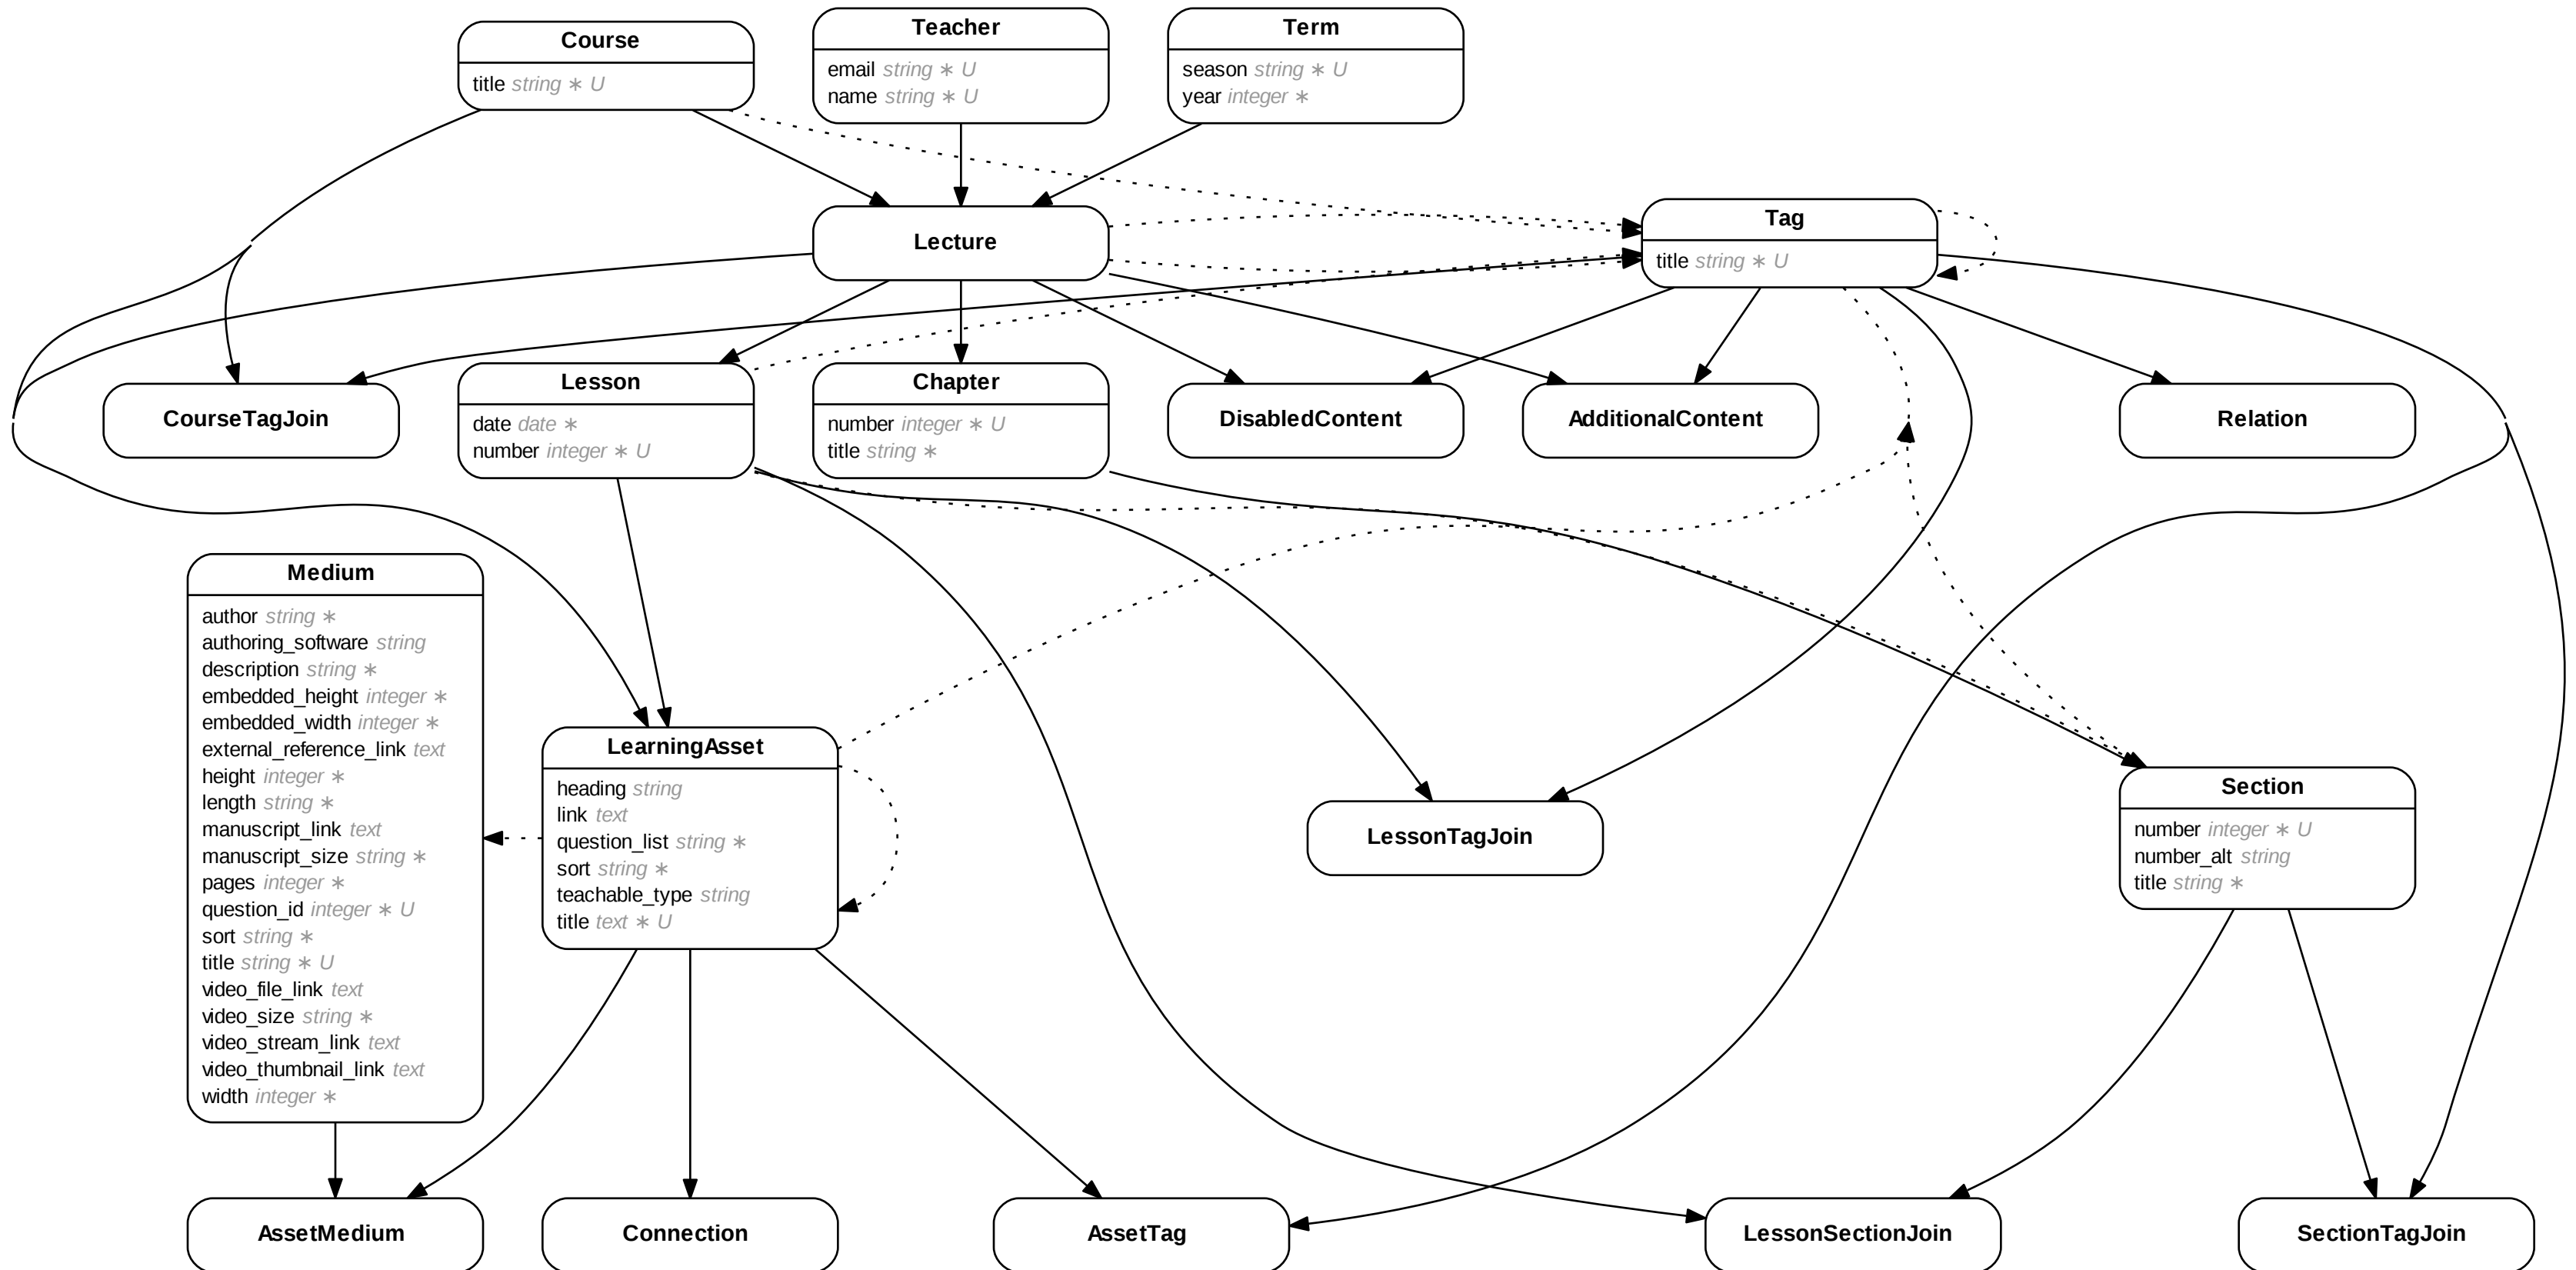 Course
title string ∗ U
Teacher
email string ∗ U
name string ∗ U
Term
season string ∗ U
year integer ∗
Lecture
Tag
title string ∗ U
CourseTagJoin
Lesson
date date ∗
number integer ∗ U
Chapter
number integer ∗ U
title string ∗
DisabledContent
AdditionalContent
Relation
Medium
author string ∗
authoring_software string
description string ∗
embedded_height integer ∗
embedded_width integer ∗
external_reference_link text
height integer ∗
length string ∗
manuscript_link text
manuscript_size string ∗
pages integer ∗
question_id integer ∗ U
sort string ∗
title string ∗ U
video_file_link text
video_size string ∗
video_stream_link text
video_thumbnail_link text
width integer ∗
LearningAsset
heading string
link text
question_list string ∗
sort string ∗
teachable_type string
title text ∗ U
LessonTagJoin
Section
number integer ∗ U
number_alt string
title string ∗
AssetMedium
Connection
AssetTag
LessonSectionJoin
SectionTagJoin